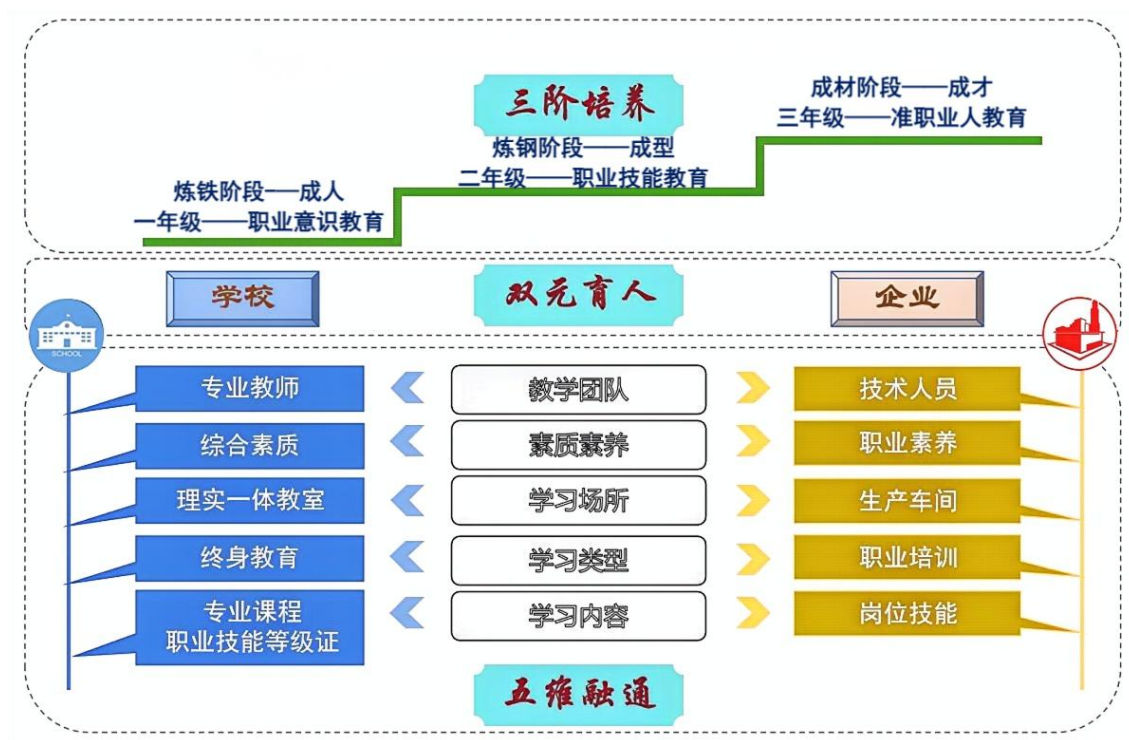 三阶培养
成材阶段——成才
三年级——准职业人教育
炼钢阶段——成型
二年级——职业技能教育
炼铁阶段——成人
一年级——职业意识教育
学校
双元育人
企业
SCHOOL
专业教师
教学团队
技术人员
综合素质
素质素养
职业素养
理实一体教室
学习场所
生产车间
终身教育
学习类型
职业培训
专业课程
职业技能等级证
学习内容
岗位技能
五维融通